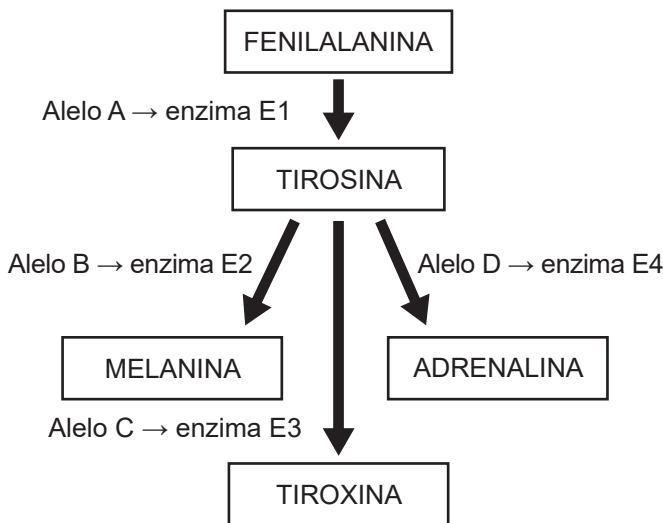 FENILALANINA
Alelo A → enzima E1
TIROSINA
Alelo B → enzima E2
Alelo D → enzima E4
MELANINA
ADRENALINA
Alelo C → enzima E3
TIROXINA